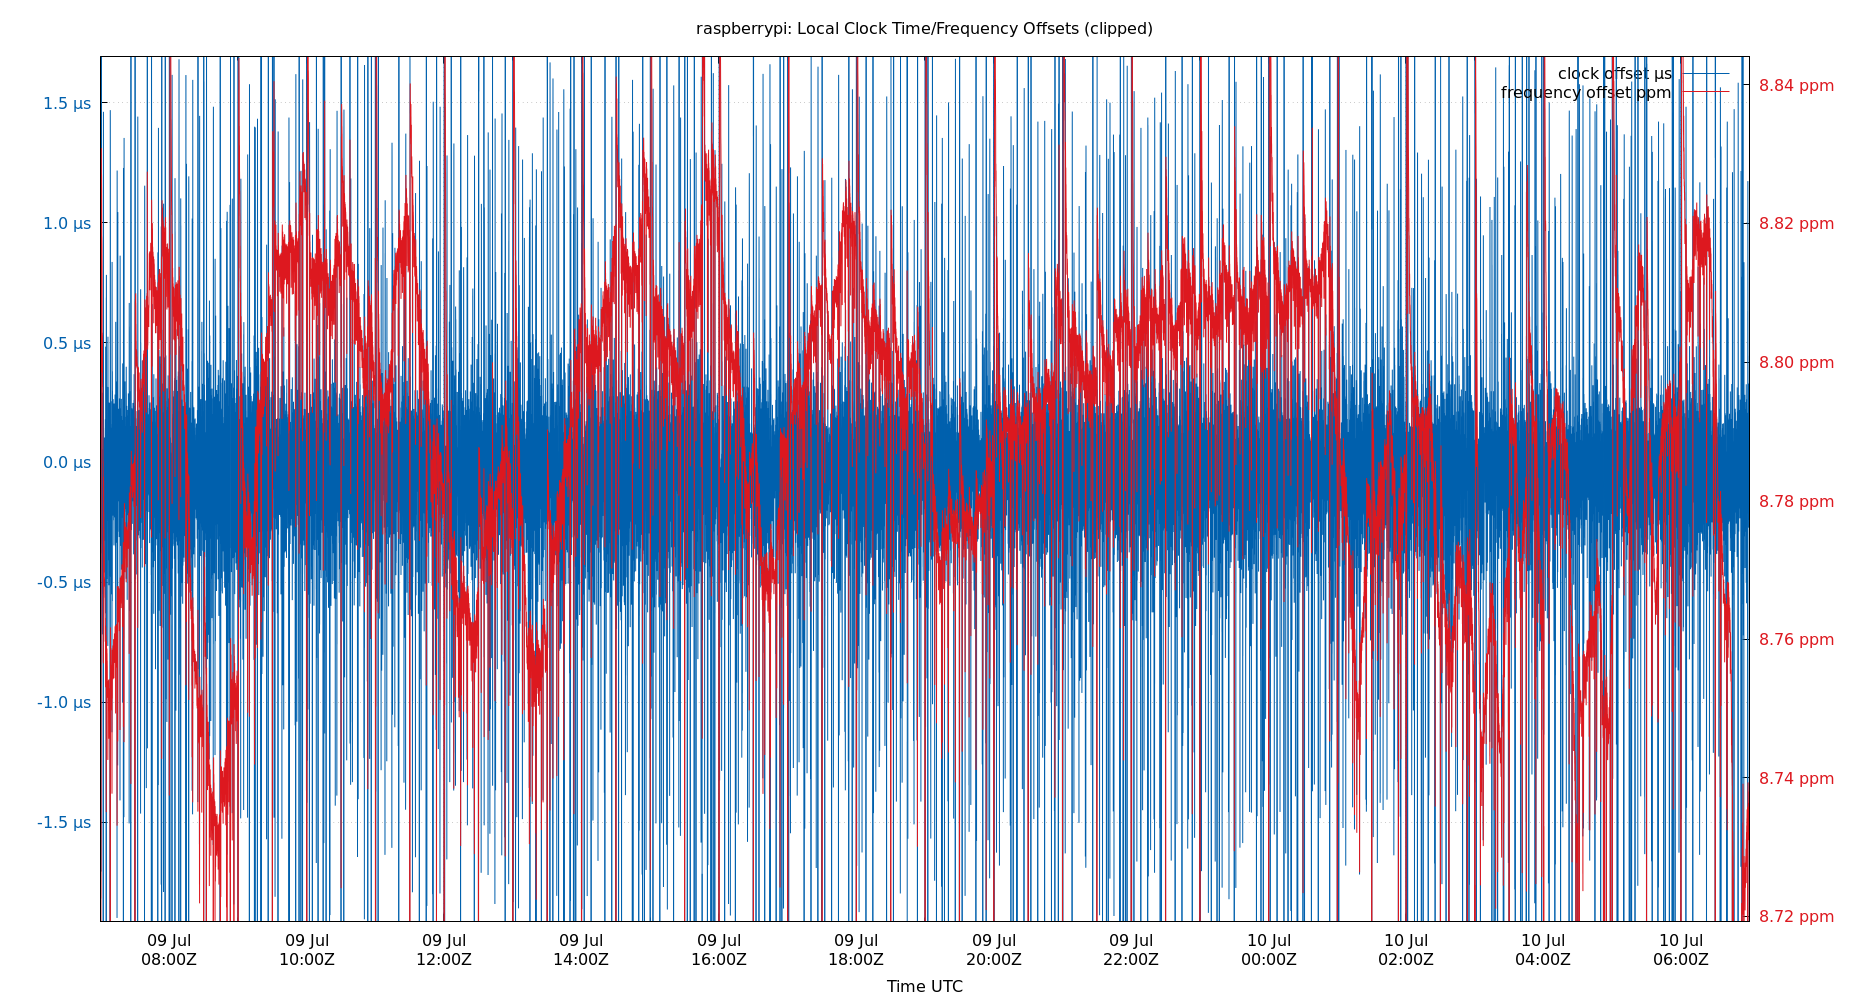 raspberrypi: Local Clock Time/Frequency Offsets (clipped)
clock offset µs
frequency offset ppm
1.5 µs
1.0 µs
0.5 µs
0.0 µs
-0.5 µs
-1.0 µs
-1.5 µs
8.84 ppm
8.82 ppm
8.80 ppm
8.78 ppm
8.76 ppm
8.74 ppm
8.72 ppm
09 Jul 09 Jul 09 Jul 09 Jul 09 Jul 09 Jul 09 Jul 09 Jul 10 Jul 10 Jul 10 Jul 10 Jul
08:00Z 10:00Z 12:00Z 14:00Z 16:00Z 18:00Z 20:00Z 22:00Z 00:00Z 02:00Z 04:00Z 06:00Z
Time UTC